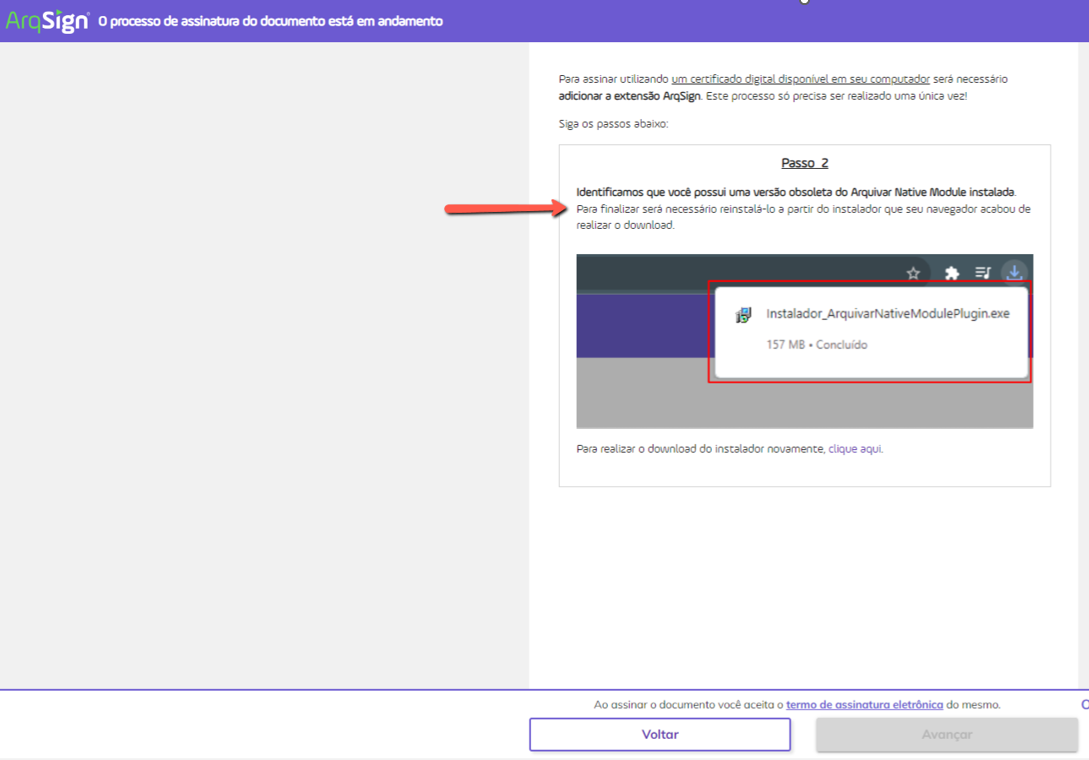 ArqSign® O processo de assinatura do documento está em andamento
Para assinar utilizando um certificado digital disponível em seu computador será necessário
adicionar a extensão ArqSign. Este processo só precisa ser realizado uma única vez!
Siga os passos abaixo:
Passo 2
Identificamos que você possui uma versão obsoleta do Arquivar Native Module instalada.
Para finalizar será necessário reinstalá-lo a partir do instalador que seu navegador acabou de
realizar o download.
Instalador_ArquivarNativeModulePlugin.exe
157 MB • Concluído
Para realizar o download do instalador novamente, clique aqui.
Ao assinar o documento você aceita o termo de assinatura eletrônica do mesmo.
Voltar
Avançar